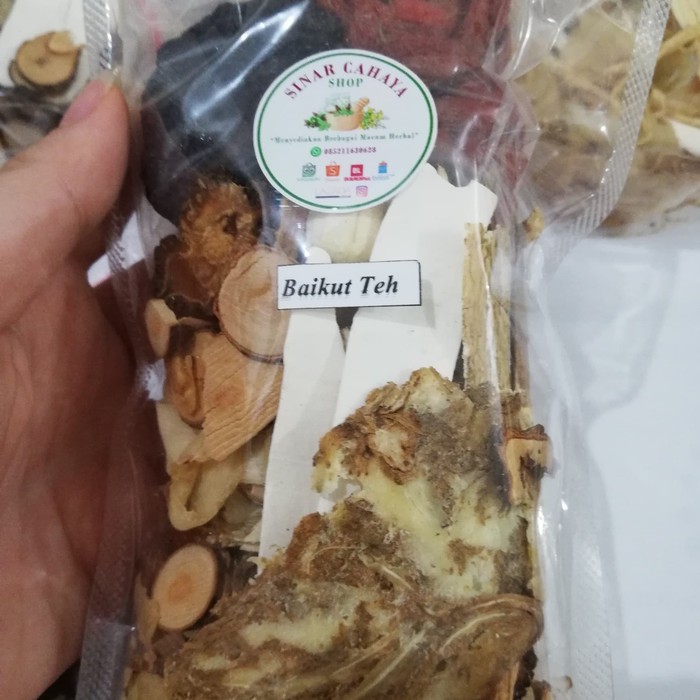 SINAR CAHAYA
SHOP
"Menyediakan Berbagai Macam Herbal"
085211620628
Baikut Teh